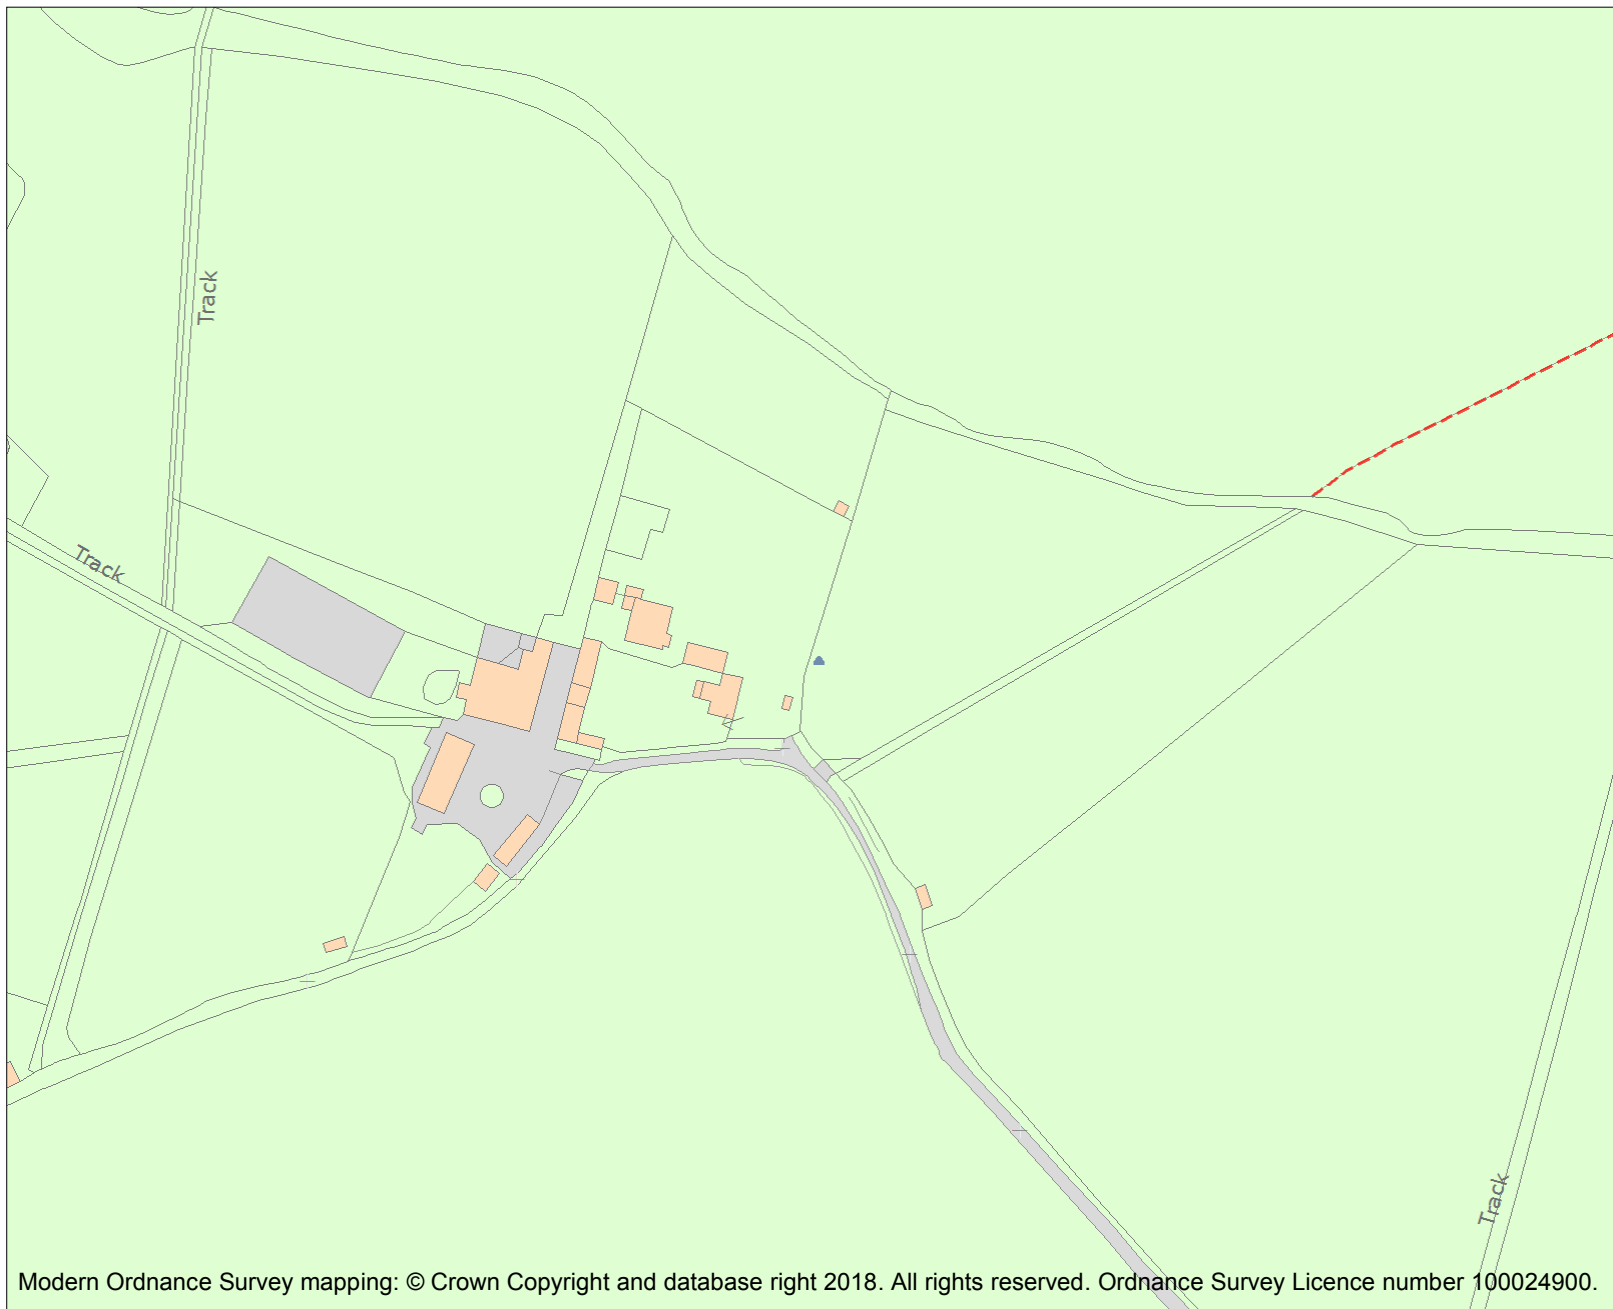 Track
Track
Track
Modern Ordnance Survey mapping: © Crown Copyright and database right 2018. All rights reserved. Ordnance Survey Licence number 100024900.